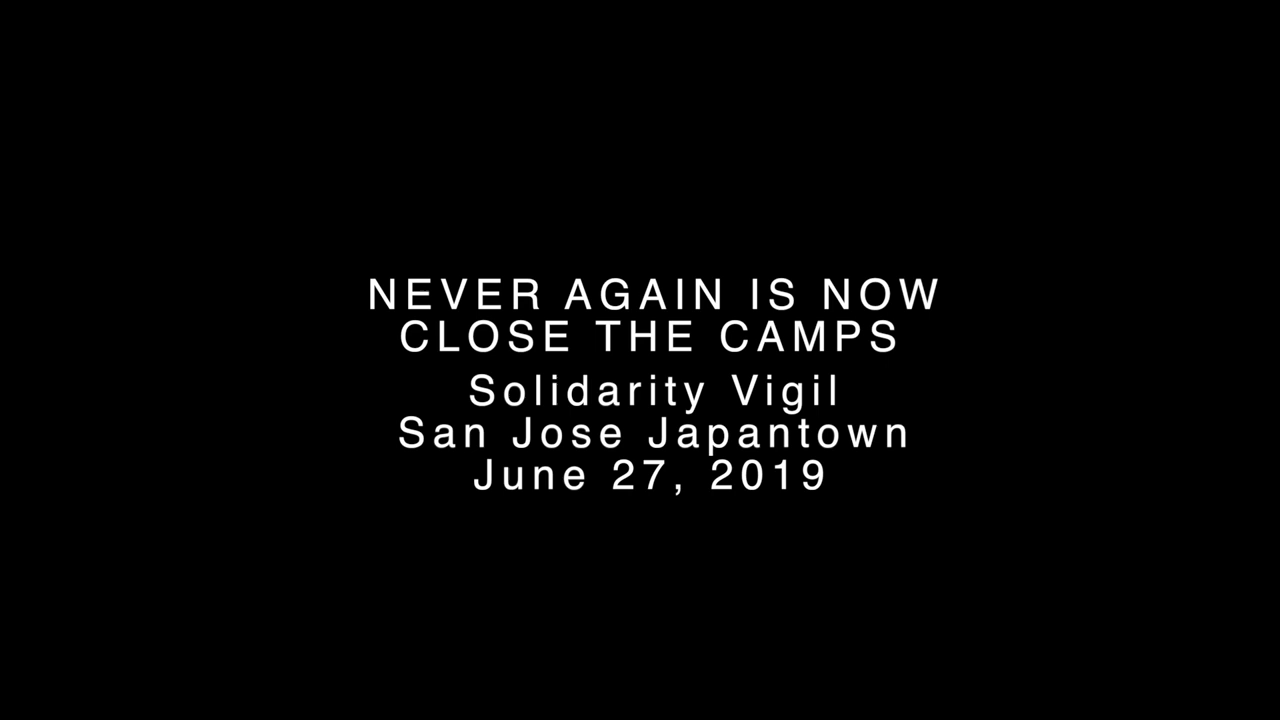 NEVER AGAIN IS NOW
CLOSE THE CAMPS
Solidarity Vigil
San Jose Japantown
June 27, 2019